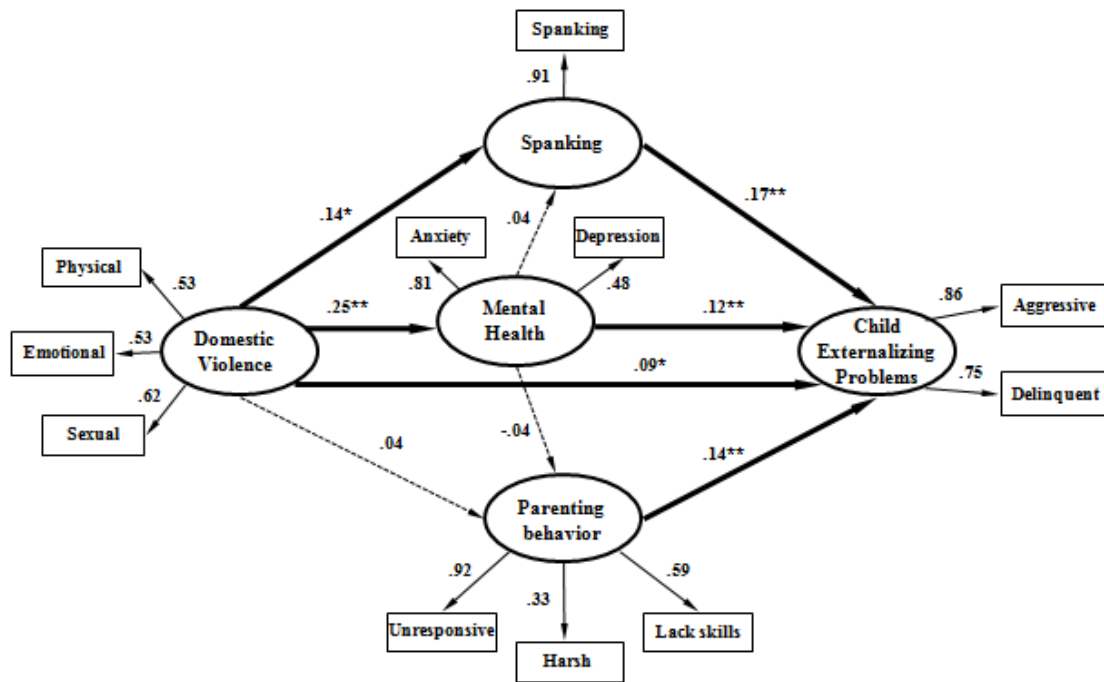 Spanking
.91
Spanking
.14*
.17**
.04
Anxiety
Depression
Physical
.53
.81
.48
.86
Aggressive
.25**
Mental
Health
.12**
Child
Externalizing
Problems
Emotional
.53
Domestic
Violence
.09*
.75
Delinquent
.62
Sexual
.04
-.04
.14**
Parenting
behavior
.92
.59
.33
Unresponsive
Lack skills
Harsh